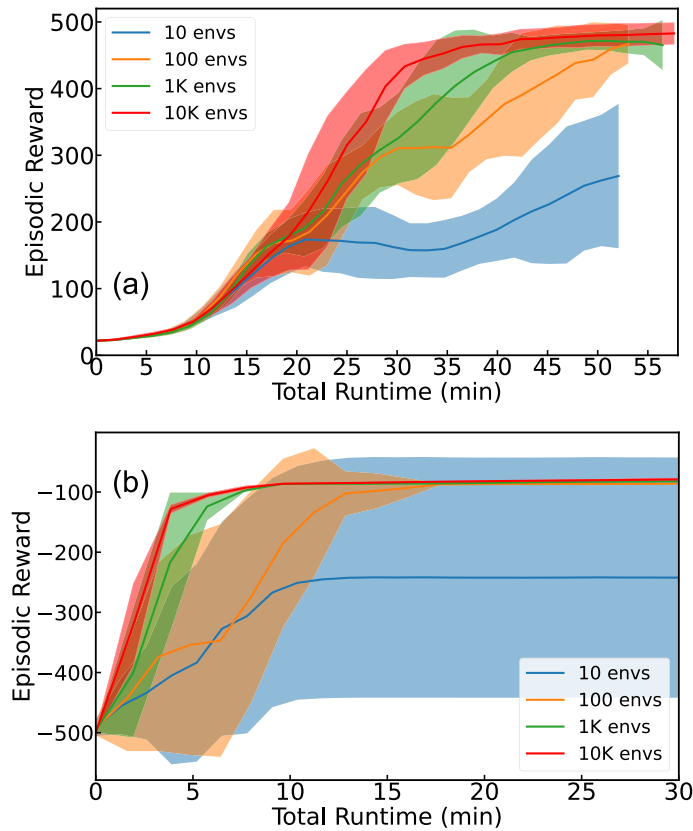 500
400
300
200
100
0
Episodic Reward
10 envs
100 envs
1K envs
10K envs
(a)
0 5 10 15 20 25 30 35 40 45 50 55
Total Runtime (min)
−100
−200
−300
−400
−500
Episodic Reward
(b)
10 envs
100 envs
1K envs
10K envs
0 5 10 15 20 25 30
Total Runtime (min)